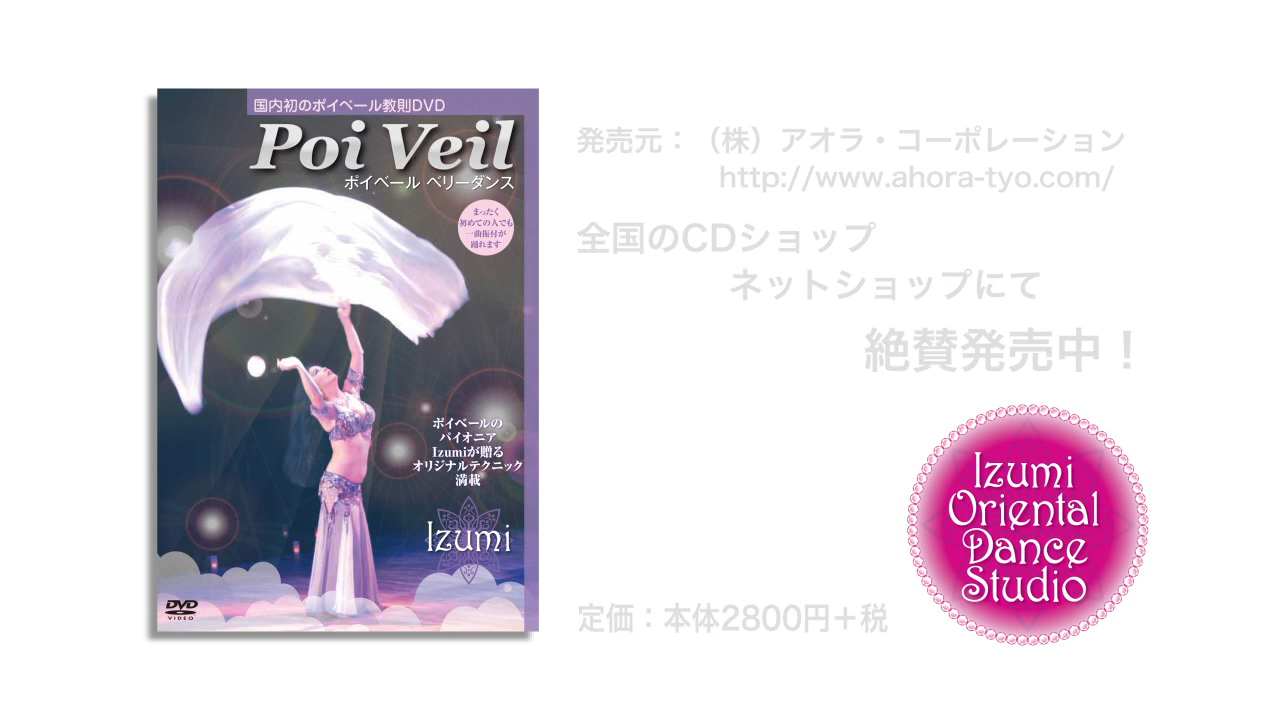 国内初のポイベール教則DVD
Poi Veil
ポイベール ベリーダンス
まったく
初めての人でも
一曲振付が
踊れます
ポイベールの
パイオニア
Izumiが贈る
オリジナルテクニック
満載
Izumi
DVD
VIDEO
発売元：（株）アオラ・コーポレーション
http://www.ahora-tyo.com/
全国のCDショップ
ネットショップにて
絶賛発売中！
Izumi
Oriental
Dance
Studio
定価：本体2800円＋税